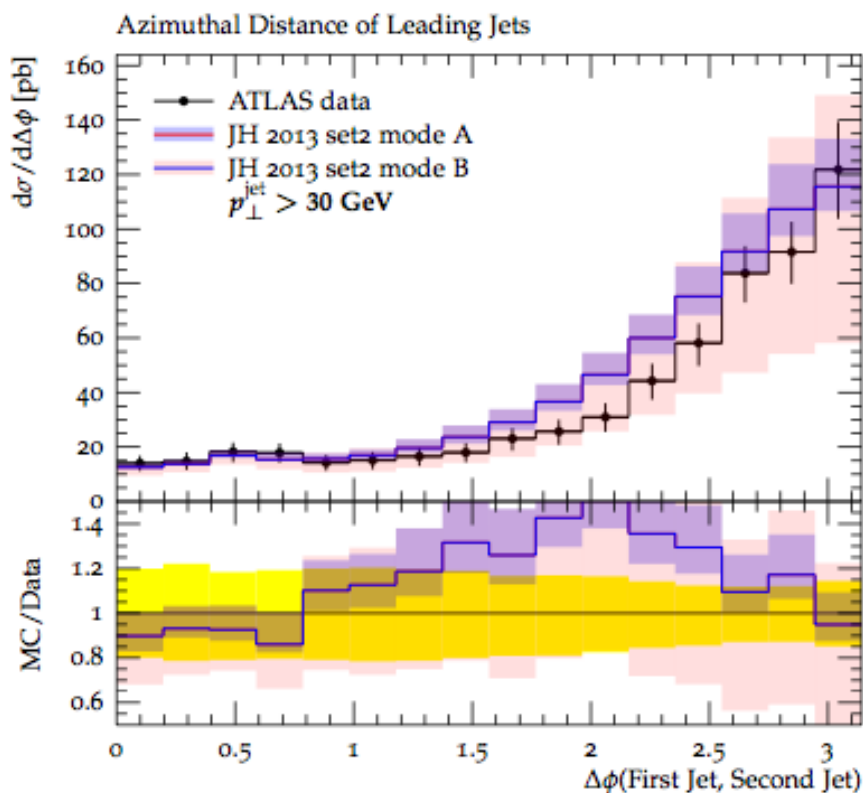 Azimuthal Distance of Leading Jets
dσ/dΔϕ [pb]
160
140
120
100
80
60
40
20
0
ATLAS data
JH 2013 set2 mode A
JH 2013 set2 mode B
p⊥^jet > 30 GeV
MC/Data
1.4
1.2
1
0.8
0.6
0 0.5 1 1.5 2 2.5 3
Δϕ(First Jet, Second Jet)